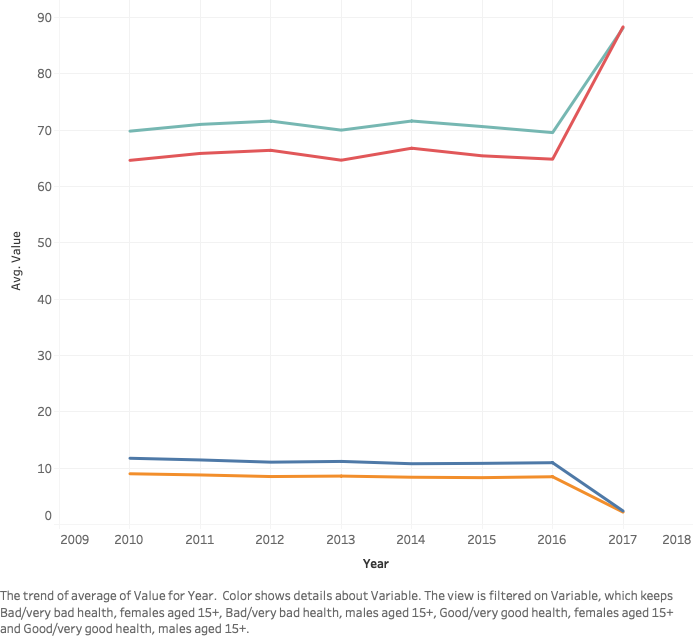 90
80
70
60
50
40
30
20
10
0
Avg. Value
2009 2010 2011 2012 2013 2014 2015 2016 2017 2018
Year
The trend of average of Value for Year.  Color shows details about Variable. The view is filtered on Variable, which keeps
Bad/very bad health, females aged 15+, Bad/very bad health, males aged 15+, Good/very good health, females aged 15+
and Good/very good health, males aged 15+.